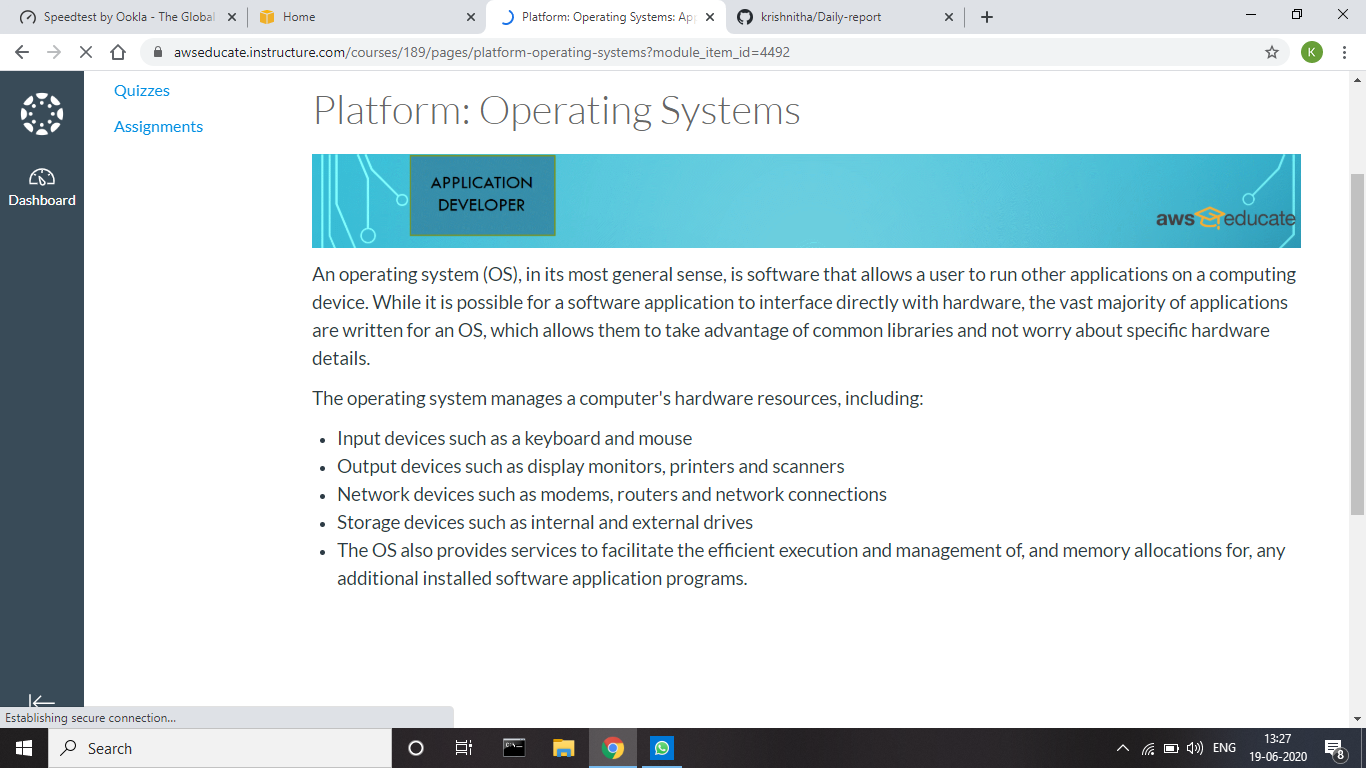 Speedtest by Ookla - The Global
Home
Platform: Operating Systems: Ap
krishnitha/Daily-report
awseducate.instructure.com/courses/189/pages/platform-operating-systems?module_item_id=4492
K
Quizzes
Assignments
Dashboard
Platform: Operating Systems
APPLICATION
DEVELOPER
aws educate
An operating system (OS), in its most general sense, is software that allows a user to run other applications on a computing
device. While it is possible for a software application to interface directly with hardware, the vast majority of applications
are written for an OS, which allows them to take advantage of common libraries and not worry about specific hardware
details.
The operating system manages a computer's hardware resources, including:
• Input devices such as a keyboard and mouse
• Output devices such as display monitors, printers and scanners
• Network devices such as modems, routers and network connections
• Storage devices such as internal and external drives
• The OS also provides services to facilitate the efficient execution and management of, and memory allocations for, any
additional installed software application programs.
Establishing secure connection...
Search
ENG
13:27
19-06-2020
8